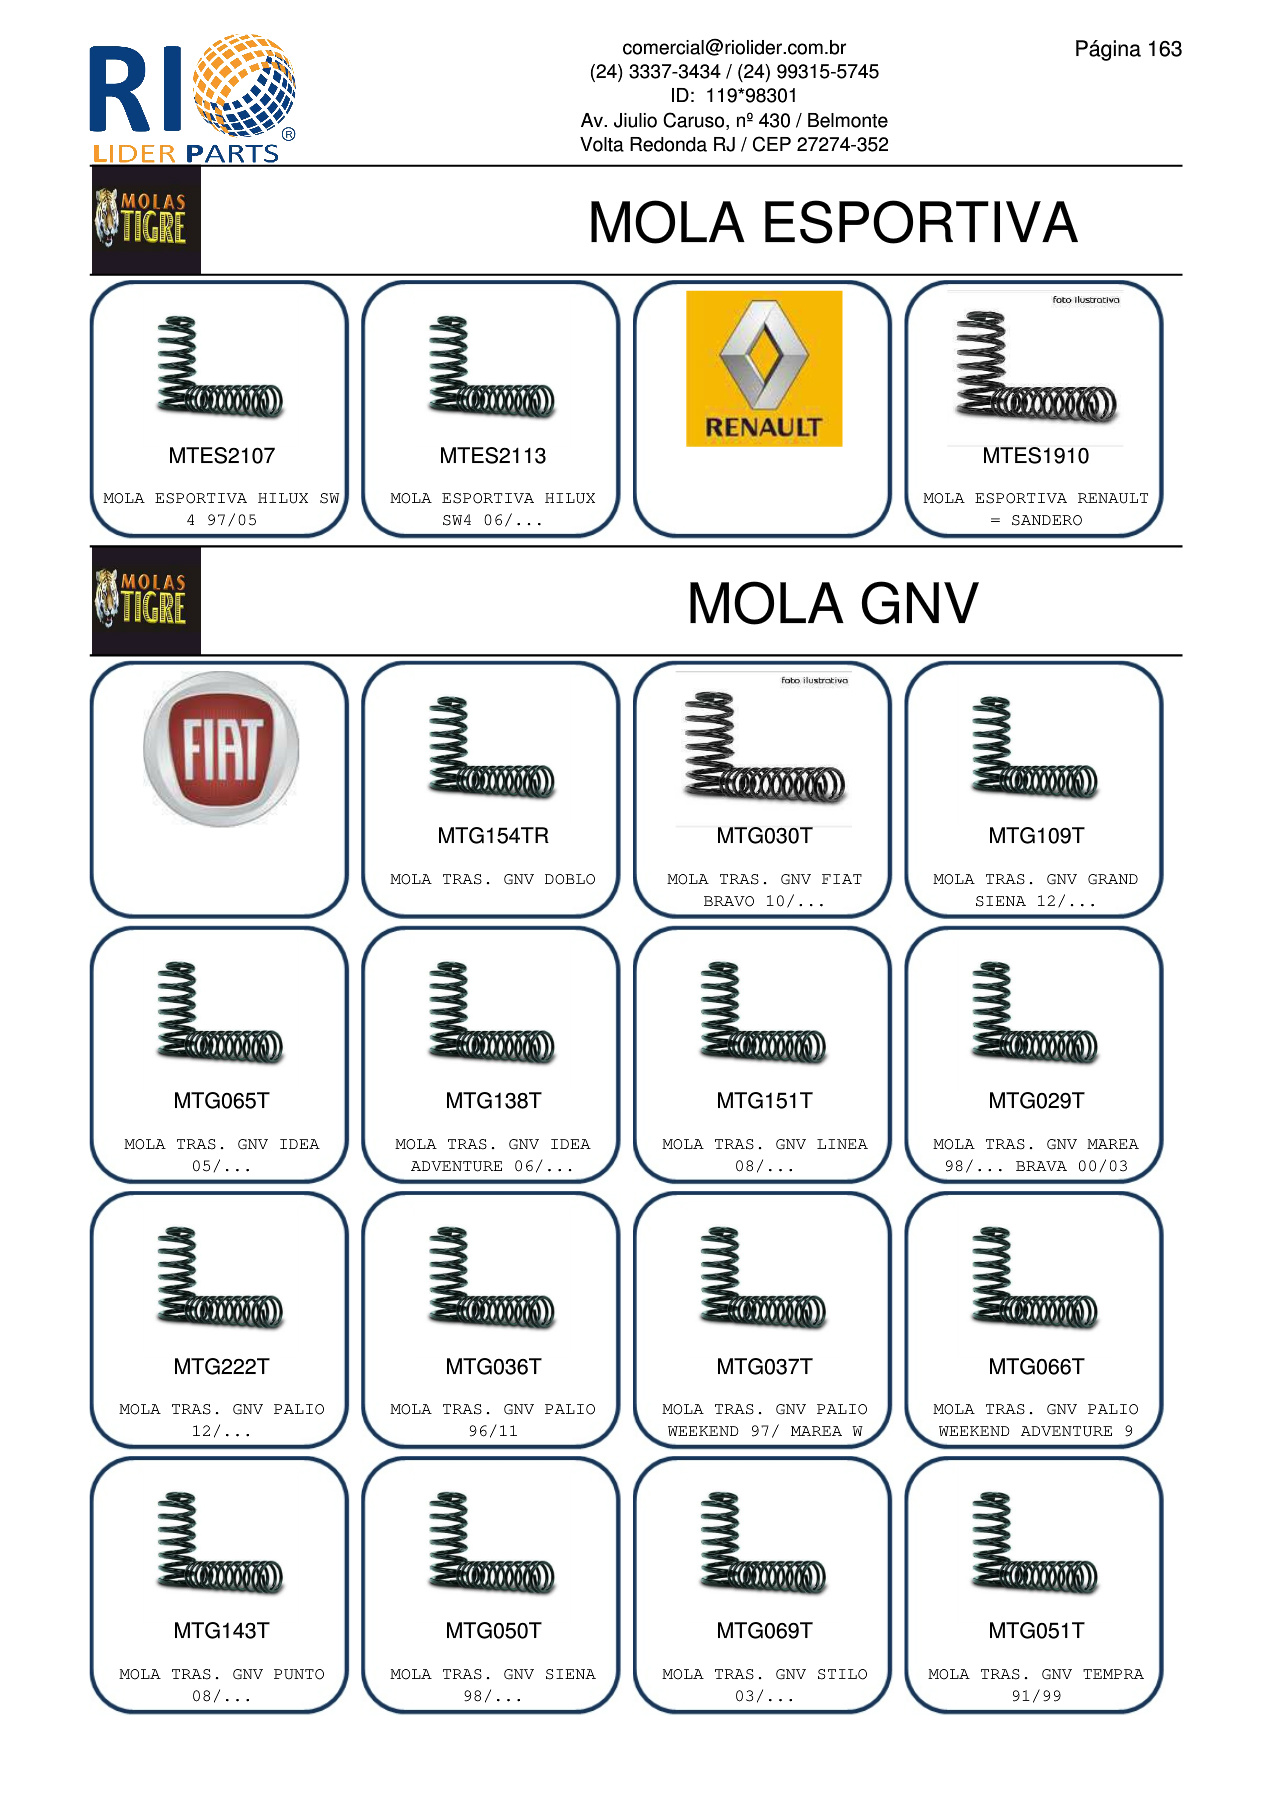 RIO
®
LIDER PARTS
comercial@riolider.com.br
(24) 3337-3434 / (24) 99315-5745
ID: 119*98301
Av. Jiulio Caruso, nº 430 / Belmonte
Volta Redonda RJ / CEP 27274-352
Página 163
MOLAS
TIGRE
MOLA ESPORTIVA
MTES2107
MOLA ESPORTIVA HILUX SW
4 97/05
MTES2113
MOLA ESPORTIVA HILUX
SW4 06/...
RENAULT
foto ilustrativa
MTES1910
MOLA ESPORTIVA RENAULT
= SANDERO
MOLAS
TIGRE
MOLA GNV
FIAT
MTG154TR
MOLA TRAS. GNV DOBLO
foto ilustrativa
MTG030T
MOLA TRAS. GNV FIAT
BRAVO 10/...
MTG109T
MOLA TRAS. GNV GRAND
SIENA 12/...
MTG065T
MOLA TRAS. GNV IDEA
05/...
MTG138T
MOLA TRAS. GNV IDEA
ADVENTURE 06/...
MTG151T
MOLA TRAS. GNV LINEA
08/...
MTG029T
MOLA TRAS. GNV MAREA
98/... BRAVA 00/03
MTG222T
MOLA TRAS. GNV PALIO
12/...
MTG036T
MOLA TRAS. GNV PALIO
96/11
MTG037T
MOLA TRAS. GNV PALIO
WEEKEND 97/ MAREA W
MTG066T
MOLA TRAS. GNV PALIO
WEEKEND ADVENTURE 9
MTG143T
MOLA TRAS. GNV PUNTO
08/...
MTG050T
MOLA TRAS. GNV SIENA
98/...
MTG069T
MOLA TRAS. GNV STILO
03/...
MTG051T
MOLA TRAS. GNV TEMPRA
91/99